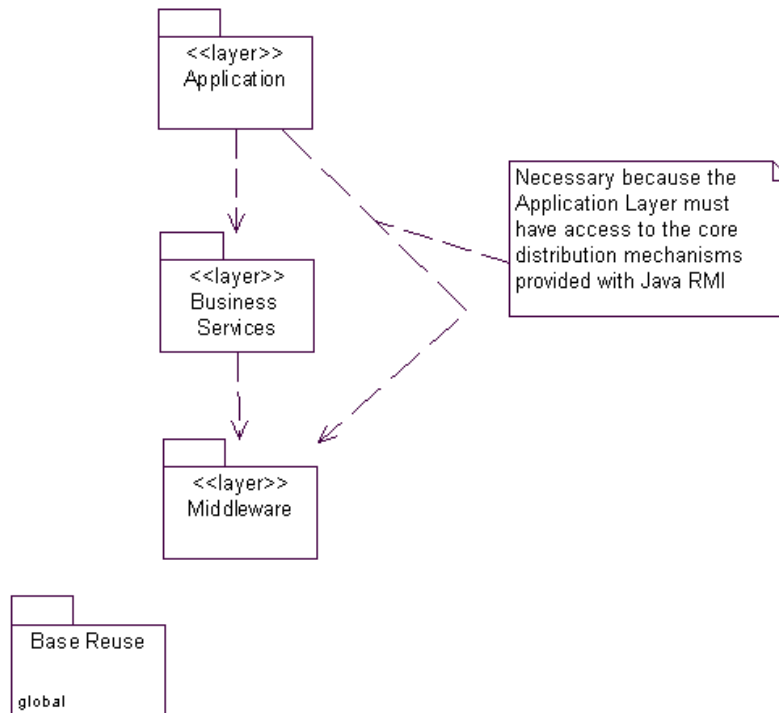 <<layer>>
Application
Necessary because the
Application Layer must
have access to the core
distribution mechanisms
provided with Java RMI
<<layer>>
Business
Services
<<layer>>
Middleware
Base Reuse
global